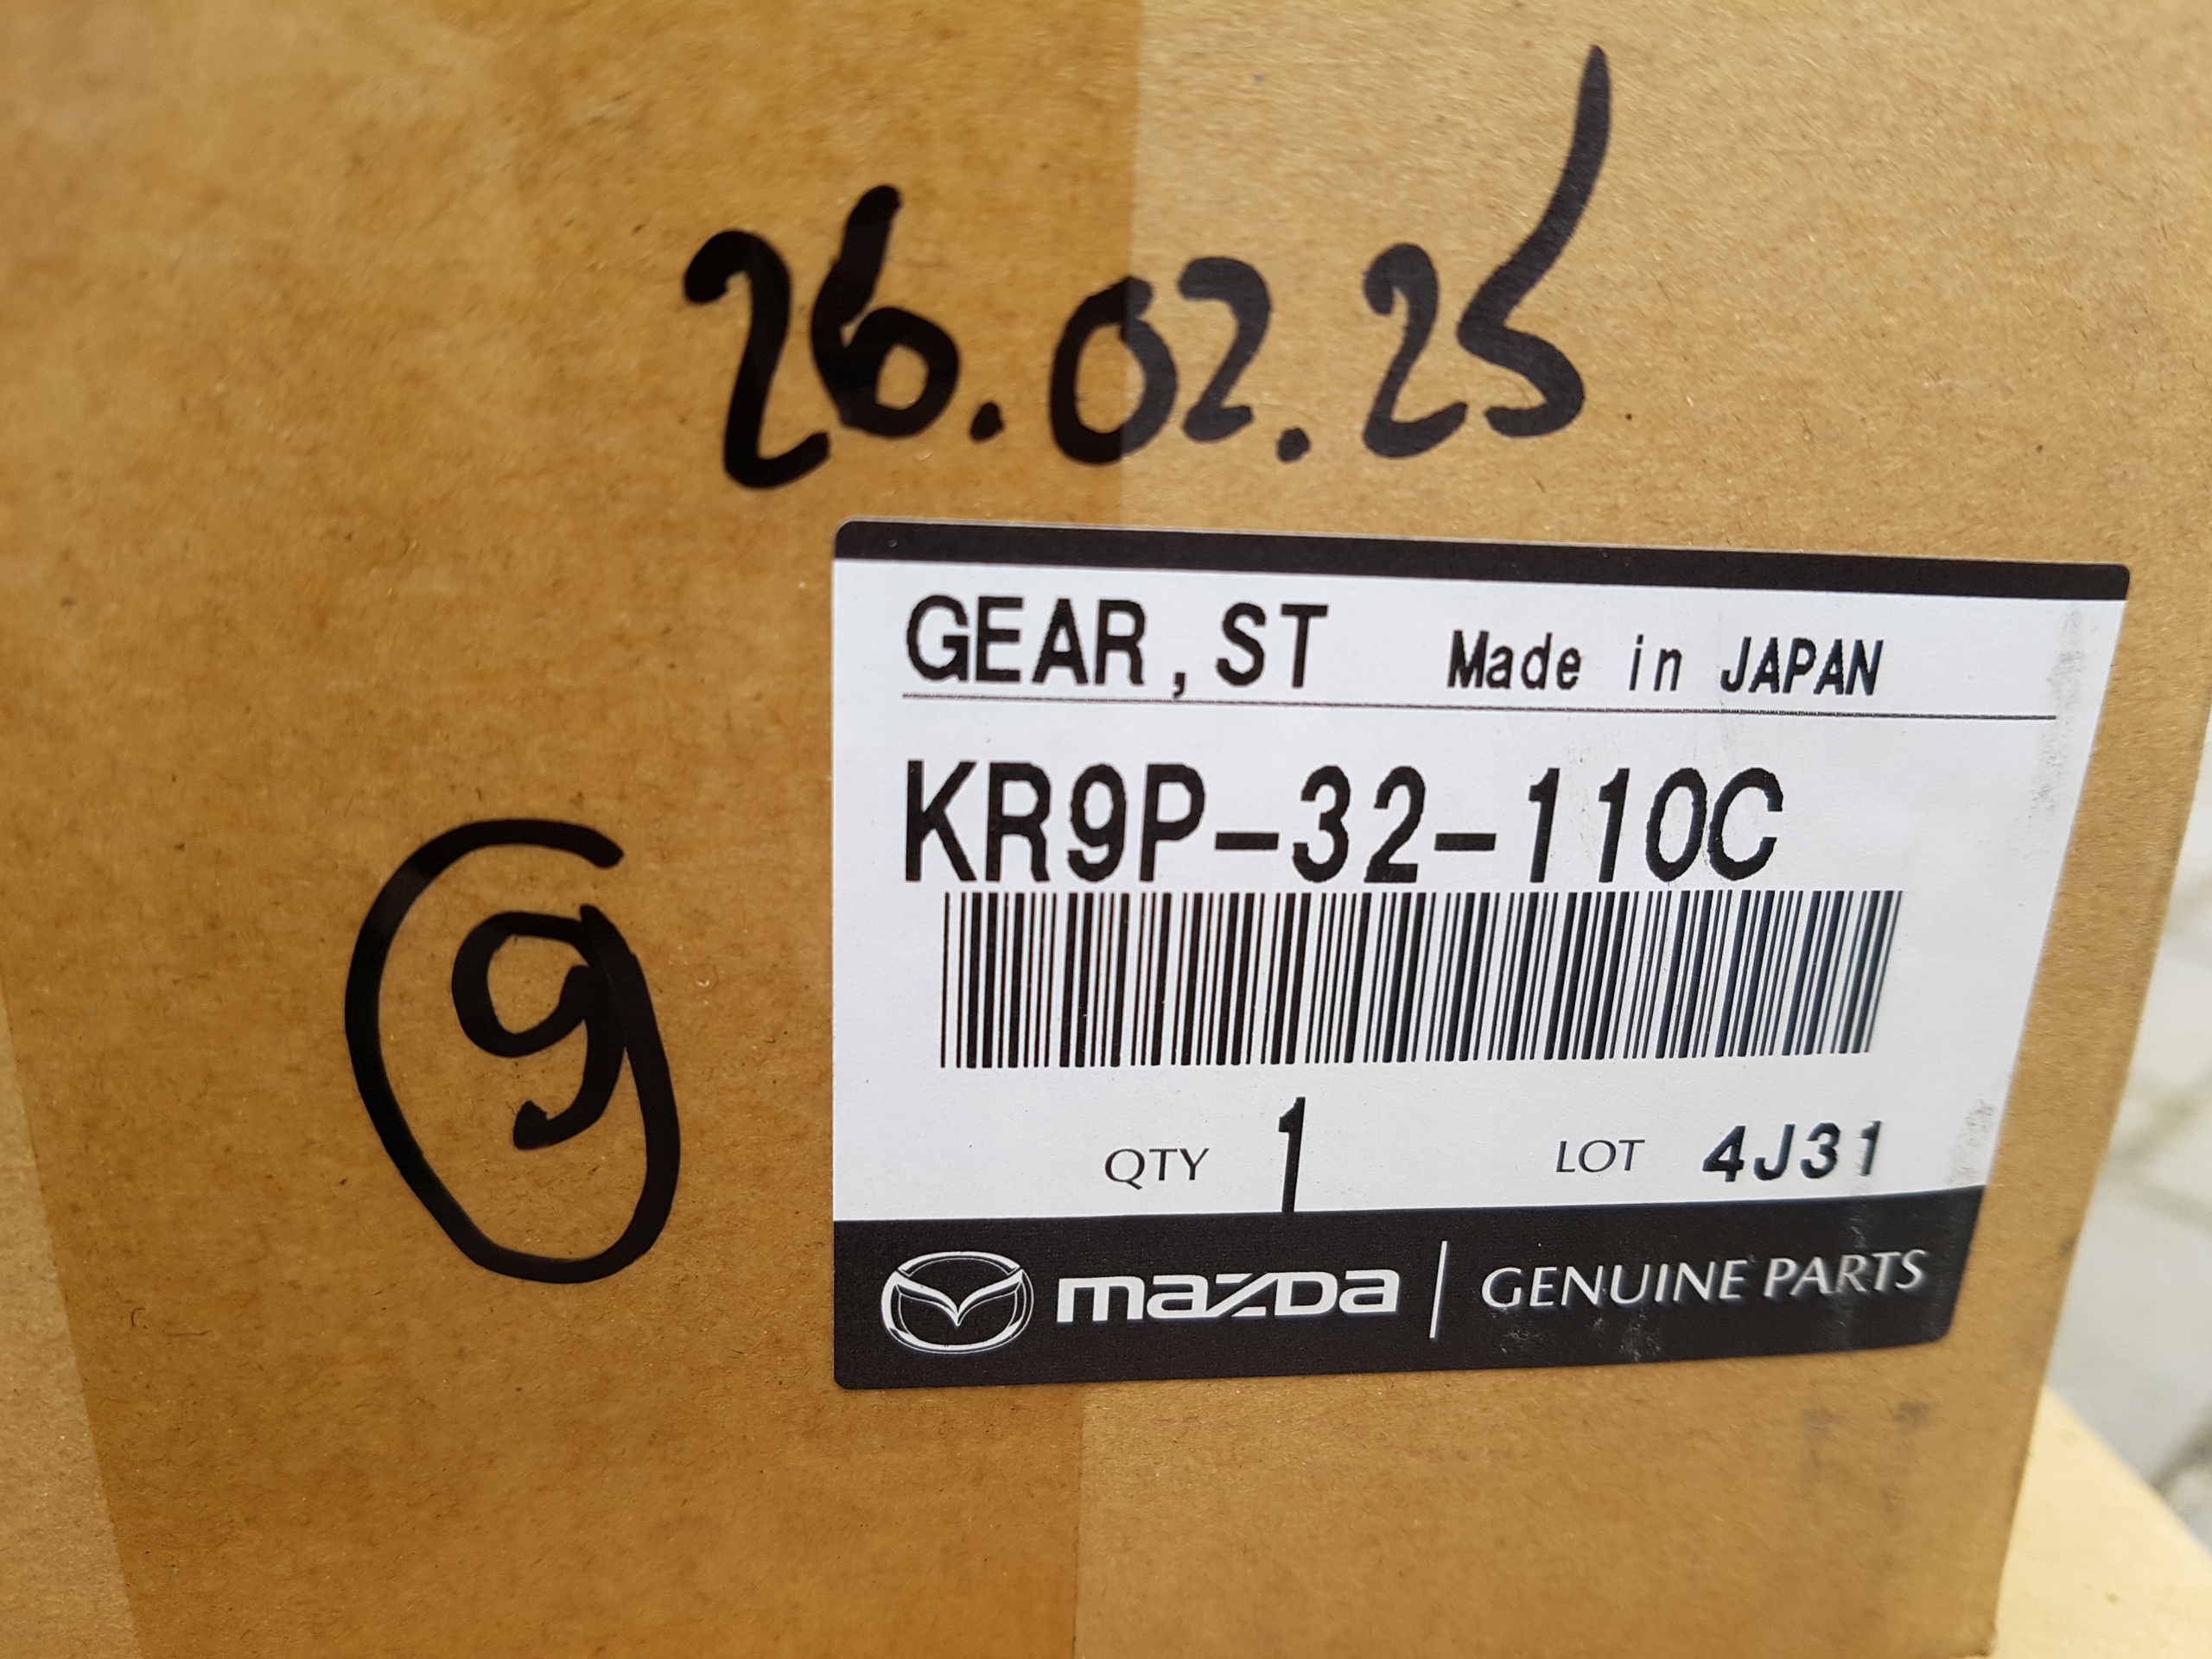 26.02.25
GEAR,ST Made in JAPAN
KR9P-32-110C
9
QTY 1 LOT 4J31
mazda | GENUINE PARTS